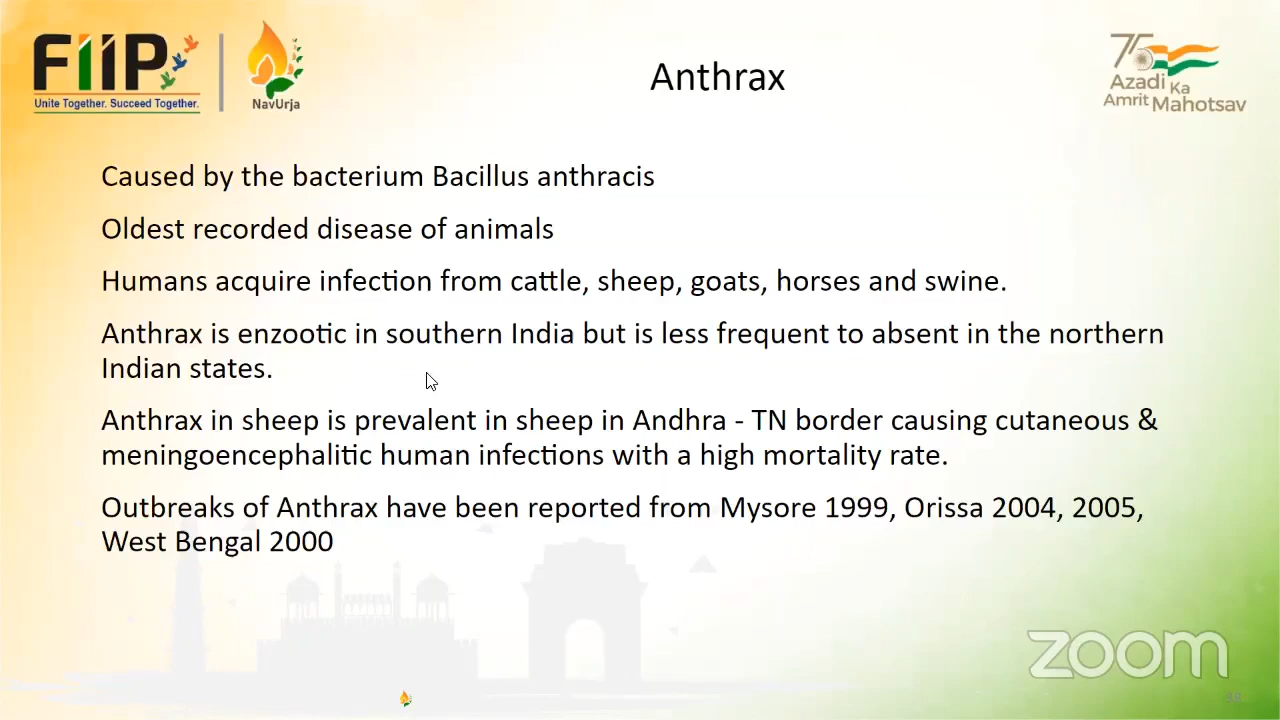 FIIP
Unite Together. Succeed Together.
NavUrja
Anthrax
75
Azadi Ka
Amrit Mahotsav
Caused by the bacterium Bacillus anthracis
Oldest recorded disease of animals
Humans acquire infection from cattle, sheep, goats, horses and swine.
Anthrax is enzootic in southern India but is less frequent to absent in the northern
Indian states.
Anthrax in sheep is prevalent in sheep in Andhra - TN border causing cutaneous &
meningoencephalitic human infections with a high mortality rate.
Outbreaks of Anthrax have been reported from Mysore 1999, Orissa 2004, 2005,
West Bengal 2000
zoom